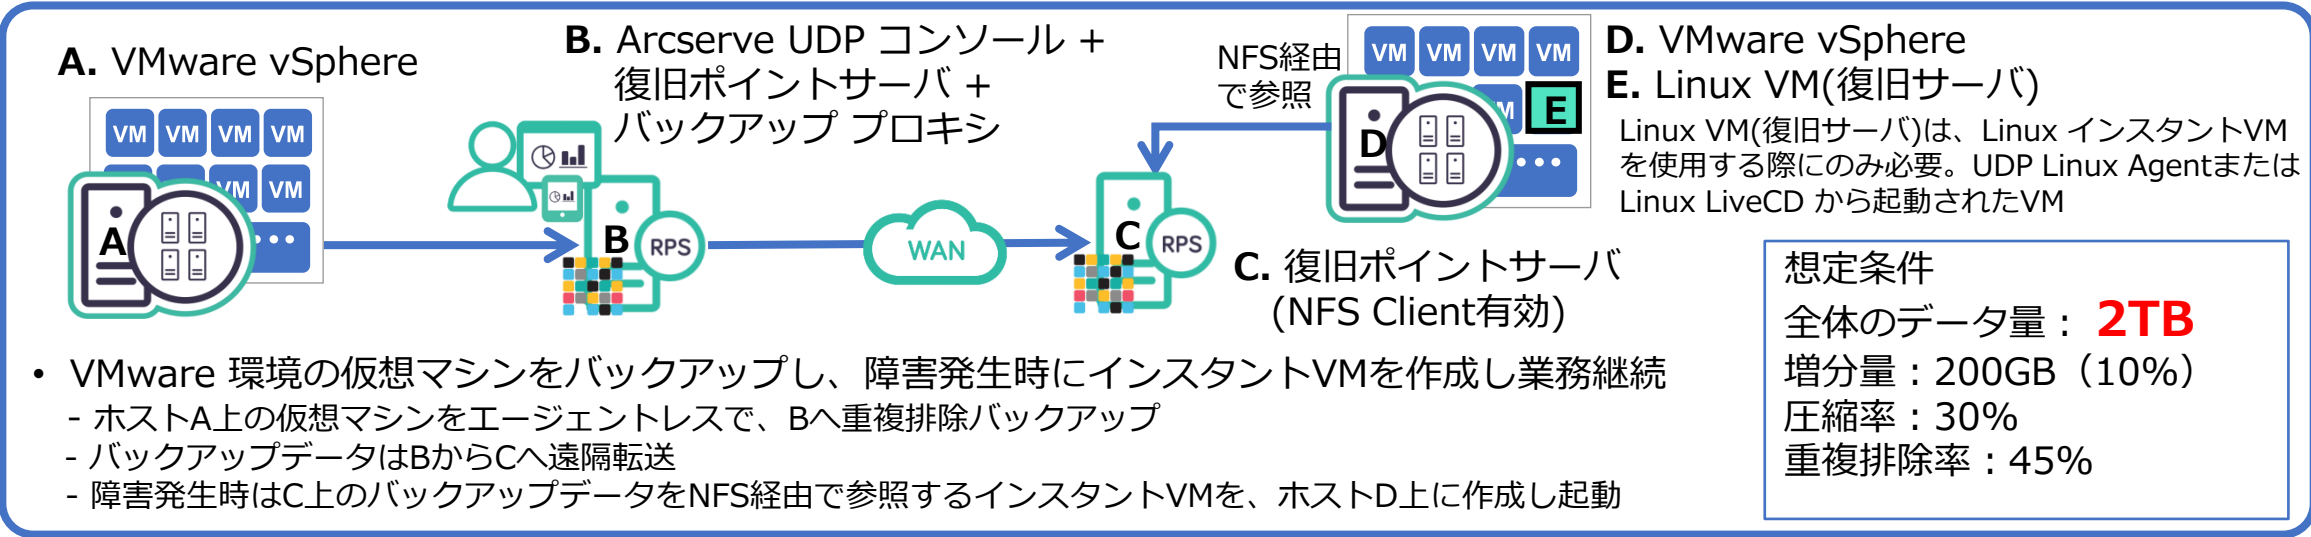 A. VMware vSphere
VM VM VM VM
VM VM
A
B. Arcserve UDP コンソール +
復旧ポイントサーバ +
バックアップ プロキシ
B
RPS
WAN
C
RPS
C. 復旧ポイントサーバ
(NFS Client有効)
NFS経由
で参照
VM VM VM VM
E
D
D. VMware vSphere
E. Linux VM(復旧サーバ)
Linux VM(復旧サーバ)は、Linux インスタントVM
を使用する際にのみ必要。UDP Linux Agentまたは
Linux LiveCD から起動されたVM
想定条件
全体のデータ量： 2TB
増分量：200GB（10%）
圧縮率：30%
重複排除率：45%
• VMware 環境の仮想マシンをバックアップし、障害発生時にインスタントVMを作成し業務継続
- ホストA上の仮想マシンをエージェントレスで、Bへ重複排除バックアップ
- バックアップデータはBからCへ遠隔転送
- 障害発生時はC上のバックアップデータをNFS経由で参照するインスタントVMを、ホストD上に作成し起動